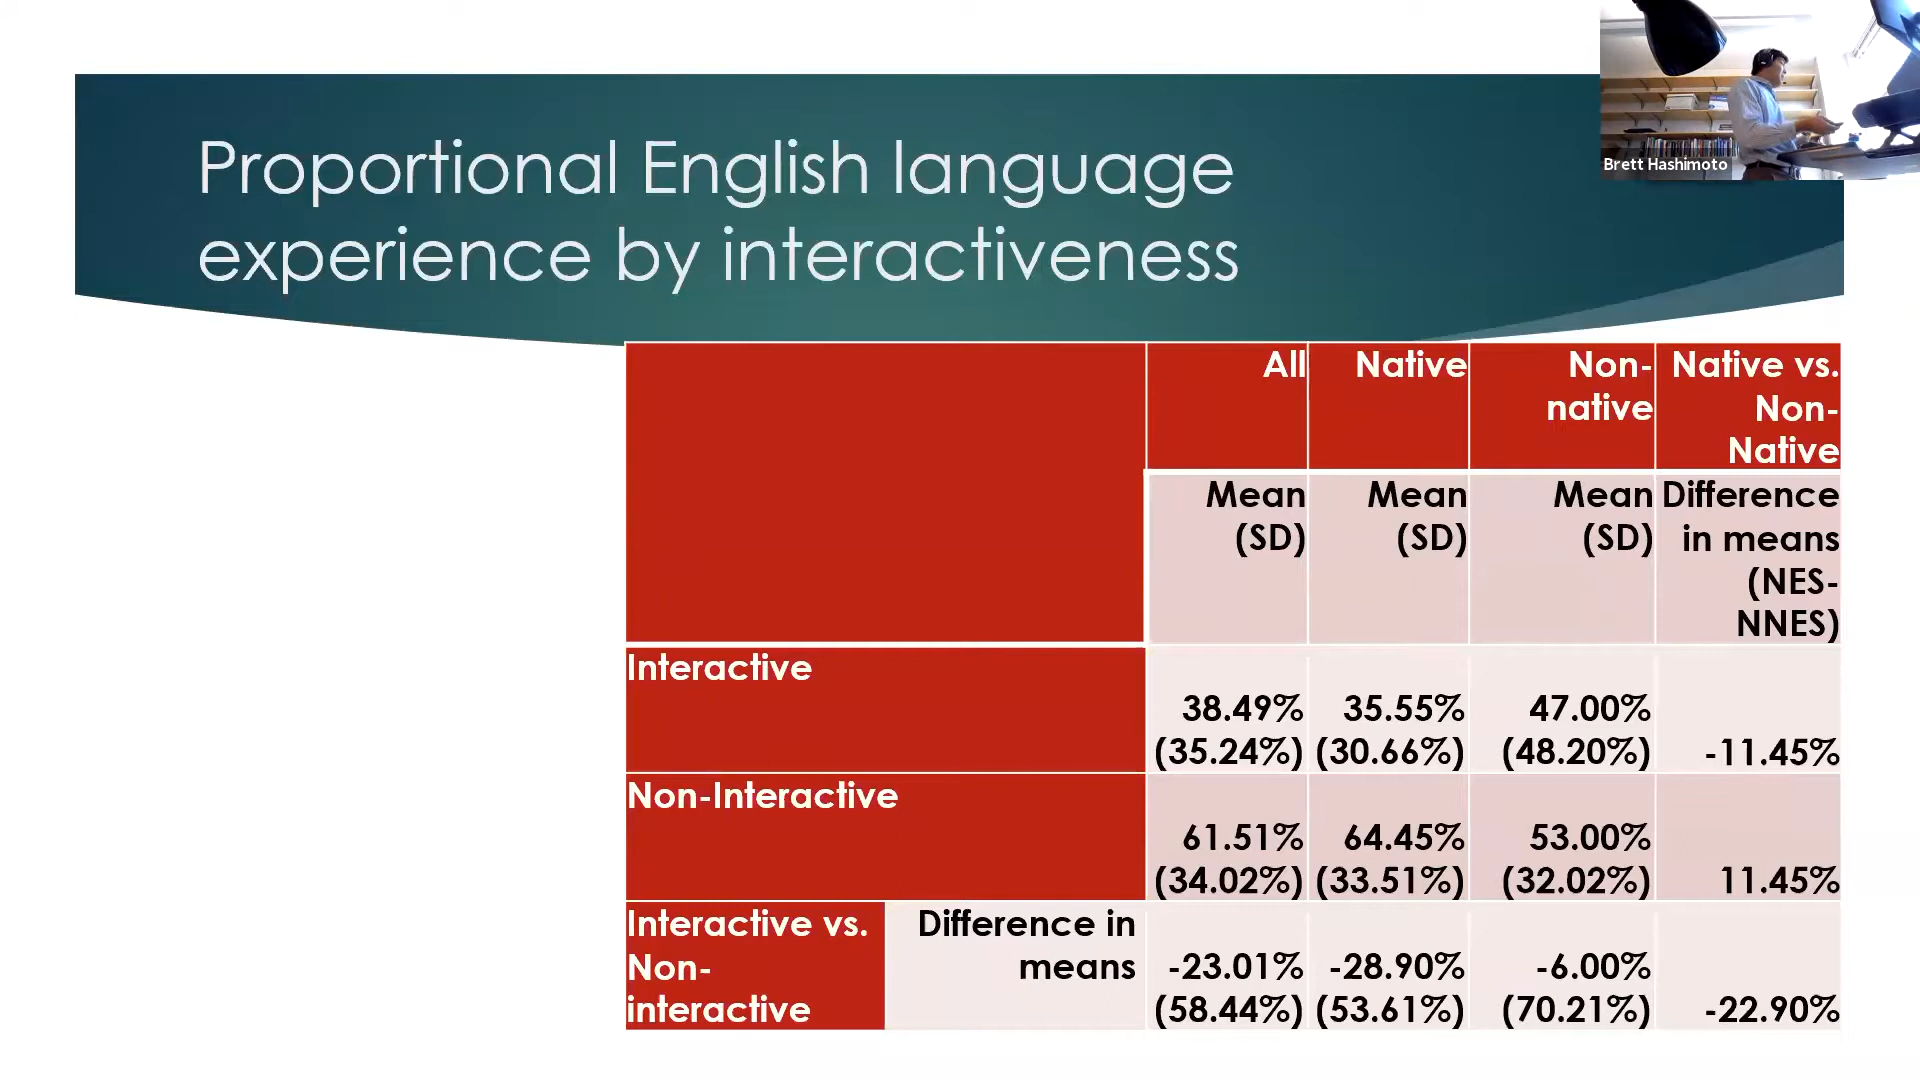 Proportional English language
experience by interactiveness
Brett Hashimoto
All
Native
Non-
native
Native vs.
Non-
Native
Mean
(SD)
Mean
(SD)
Mean
(SD)
Difference
in means
(NES-
NNES)
Interactive
38.49%
(35.24%)
35.55%
(30.66%)
47.00%
(48.20%)
-11.45%
Non-Interactive
61.51%
(34.02%)
64.45%
(33.51%)
53.00%
(32.02%)
11.45%
Interactive vs.
Non-
interactive
Difference in
means
-23.01%
(58.44%)
-28.90%
(53.61%)
-6.00%
(70.21%)
-22.90%